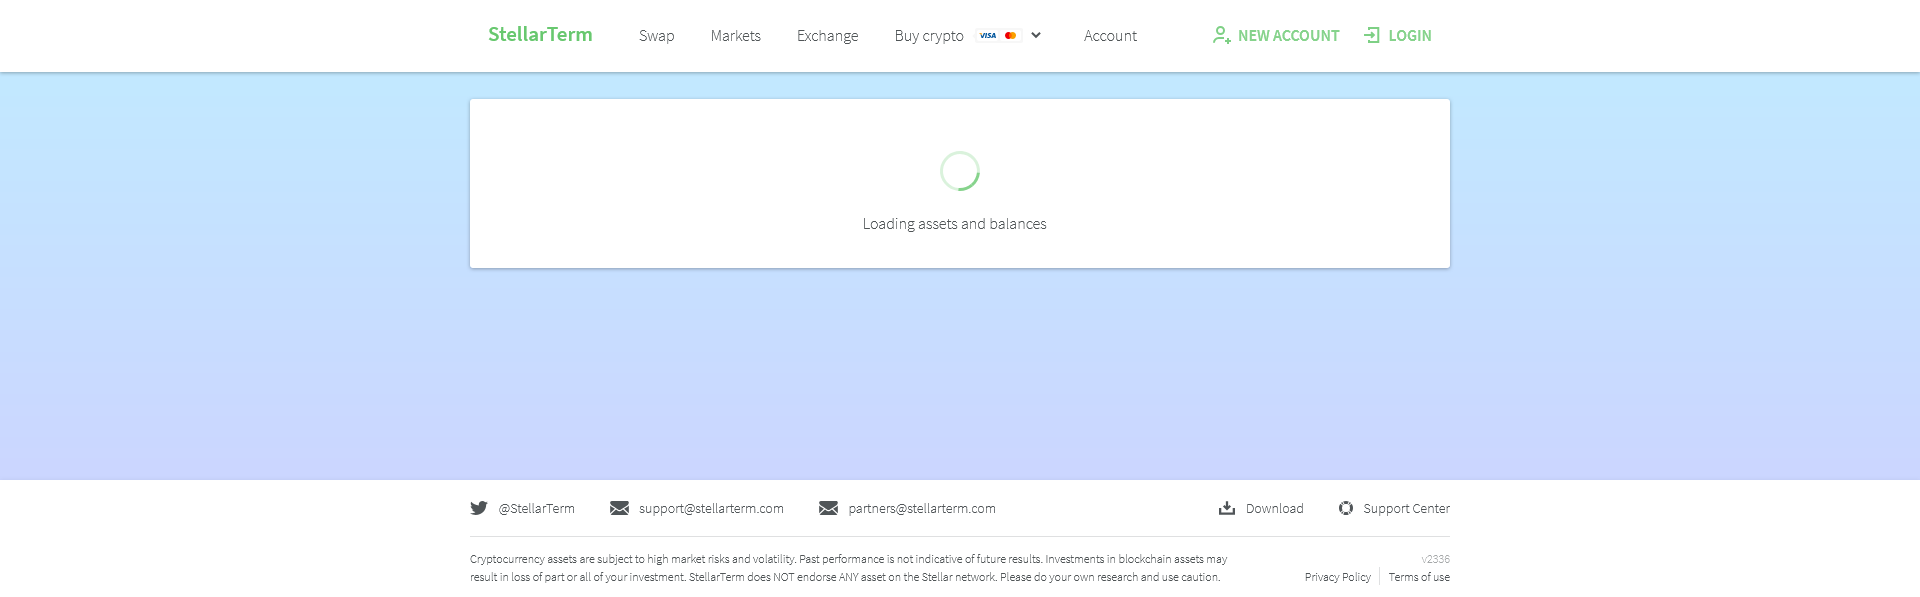 StellarTerm
Swap
Markets
Exchange
Buy crypto
VISA
Account
NEW ACCOUNT
LOGIN
Loading assets and balances
@StellarTerm
support@stellarterm.com
partners@stellarterm.com
Download
Support Center
Cryptocurrency assets are subject to high market risks and volatility. Past performance is not indicative of future results. Investments in blockchain assets may
result in loss of part or all of your investment. StellarTerm does NOT endorse ANY asset on the Stellar network. Please do your own research and use caution.
v2336
Privacy Policy
Terms of use